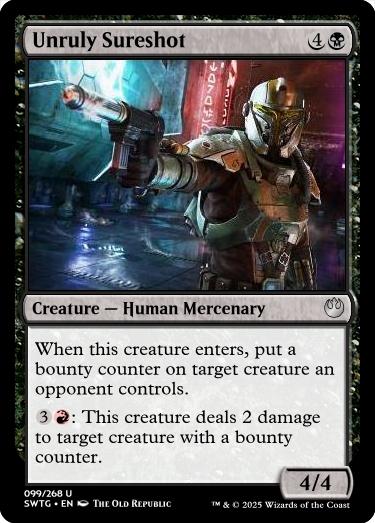 Unruly Sureshot 4
Creature — Human Mercenary
When this creature enters, put a
bounty counter on target creature an
opponent controls.
3 : This creature deals 2 damage
to target creature with a bounty
counter.
4/4
099/268 U
SWTG • EN The Old Republic
™ & © 2025 Wizards of the Coast